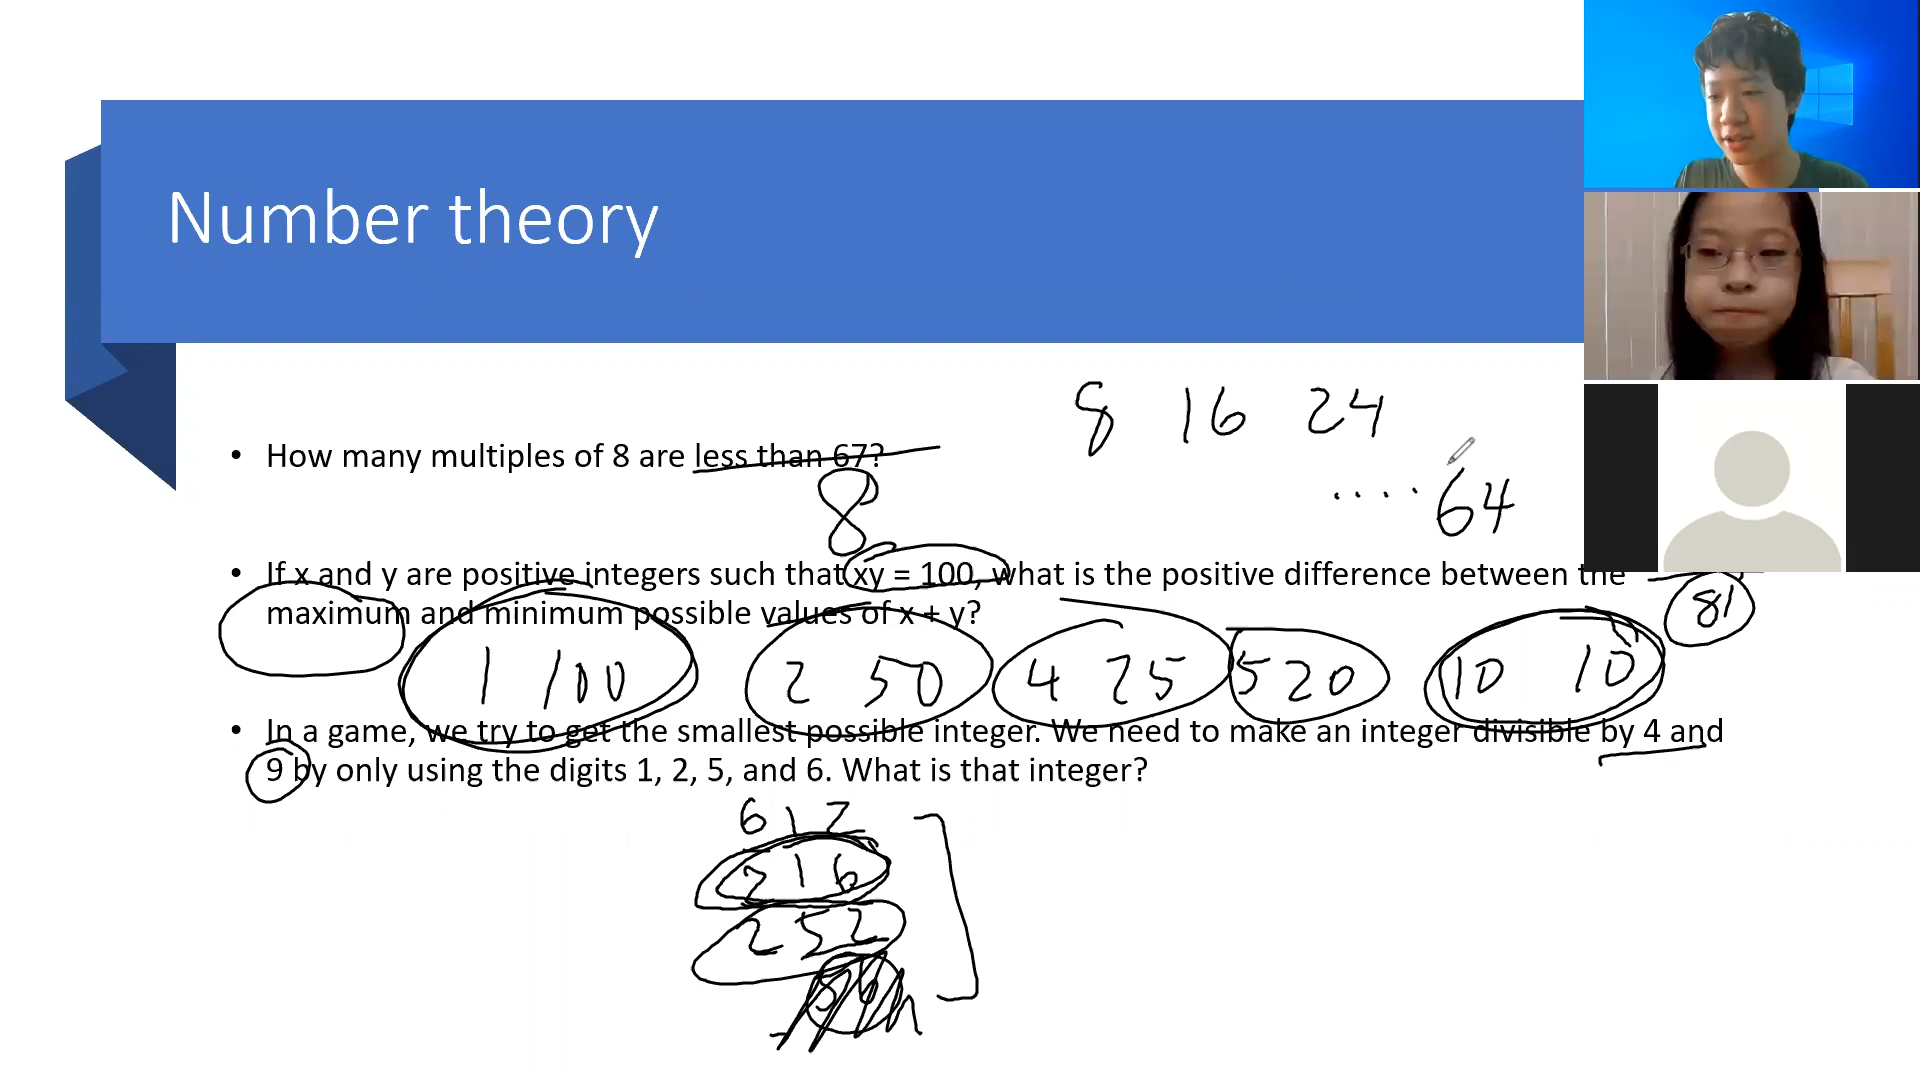 Number theory
8 16 24
• How many multiples of 8 are less than 67?
.... 64
8
• If x and y are positive integers such that xy = 100, what is the positive difference between the
81
maximum and minimum possible values of x + y?
1 100 2 50 4 25 5 20 10 10
• In a game, we try to get the smallest possible integer. We need to make an integer divisible by 4 and
9 by only using the digits 1, 2, 5, and 6. What is that integer?
612
216
252